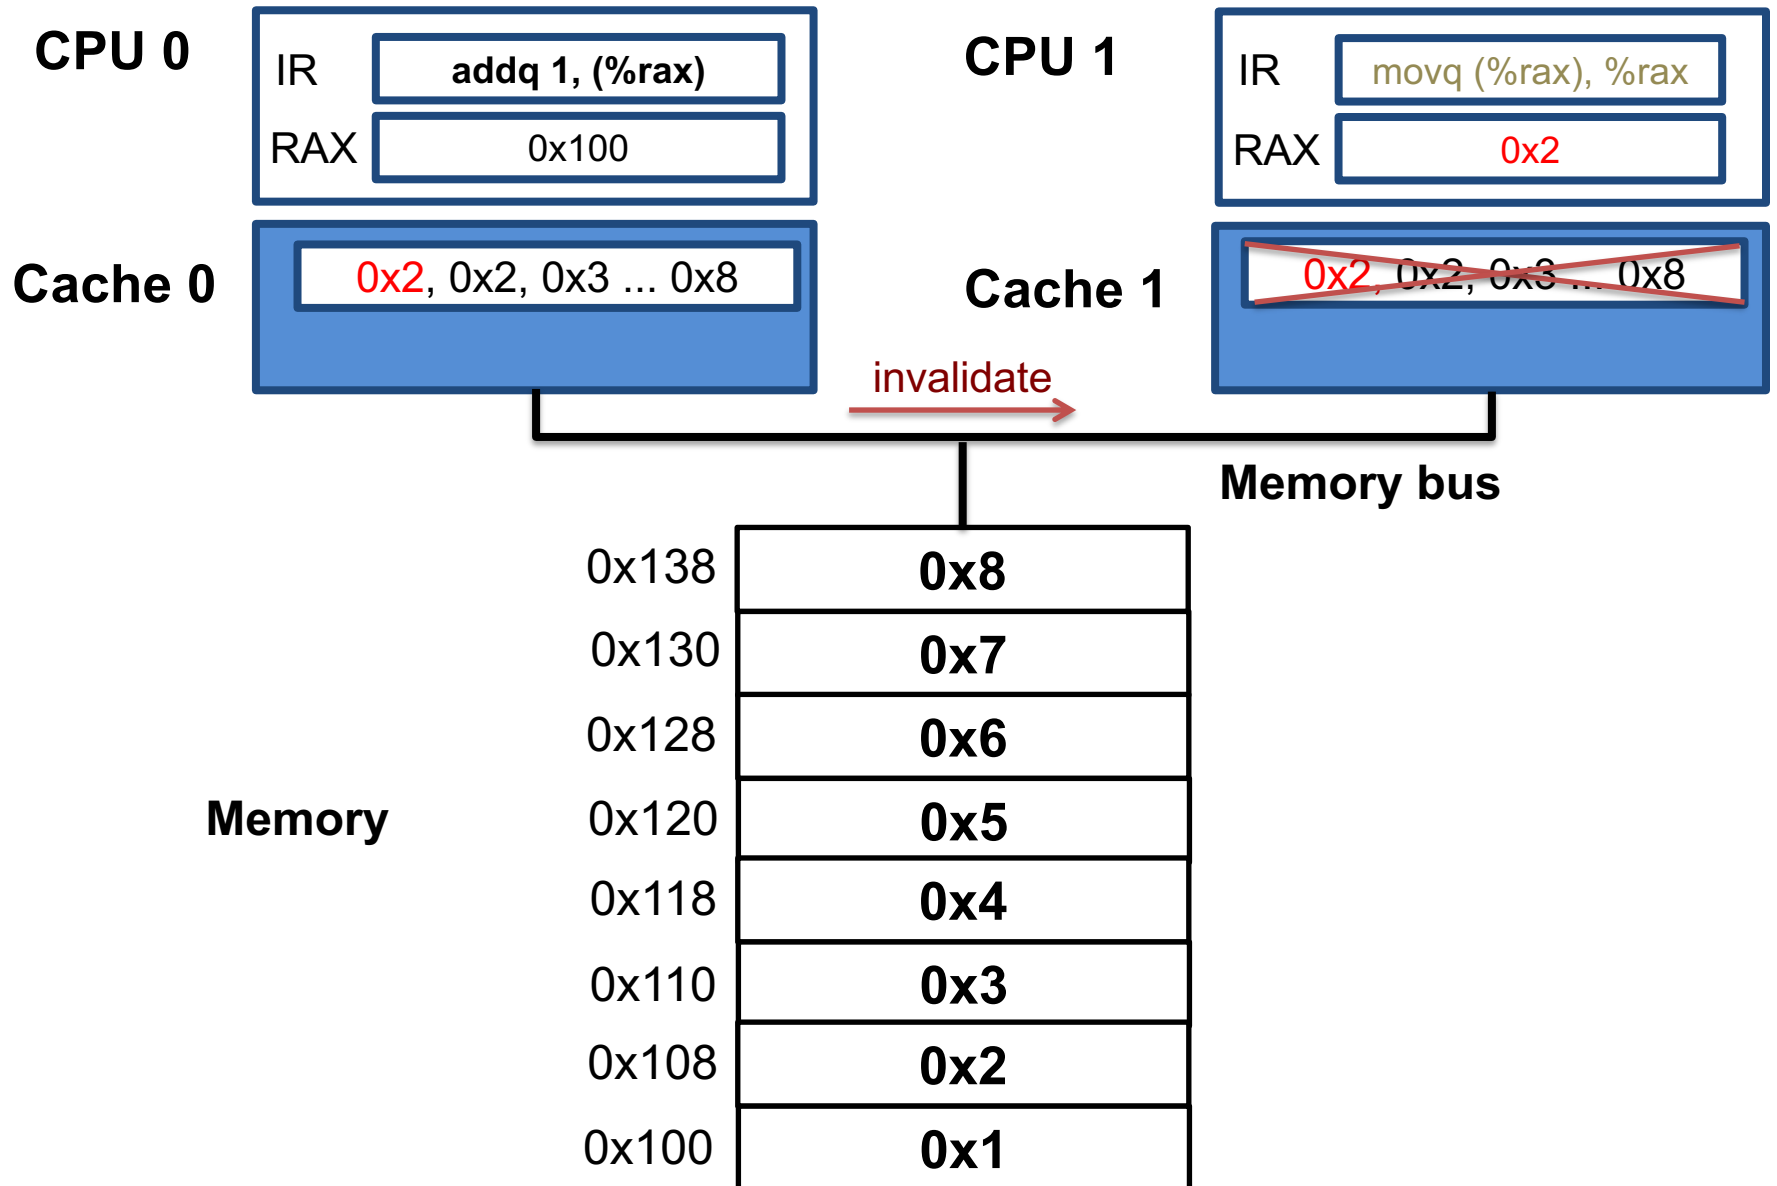 CPU 0
IR
addq 1, (%rax)
RAX
0x100
CPU 1
IR
movq (%rax), %rax
RAX
0x2
Cache 0
0x2, 0x2, 0x3 ... 0x8
Cache 1
0x2, 0x2, 0x3 ... 0x8
invalidate
Memory bus
0x138
0x8
0x130
0x7
0x128
0x6
Memory
0x120
0x5
0x118
0x4
0x110
0x3
0x108
0x2
0x100
0x1